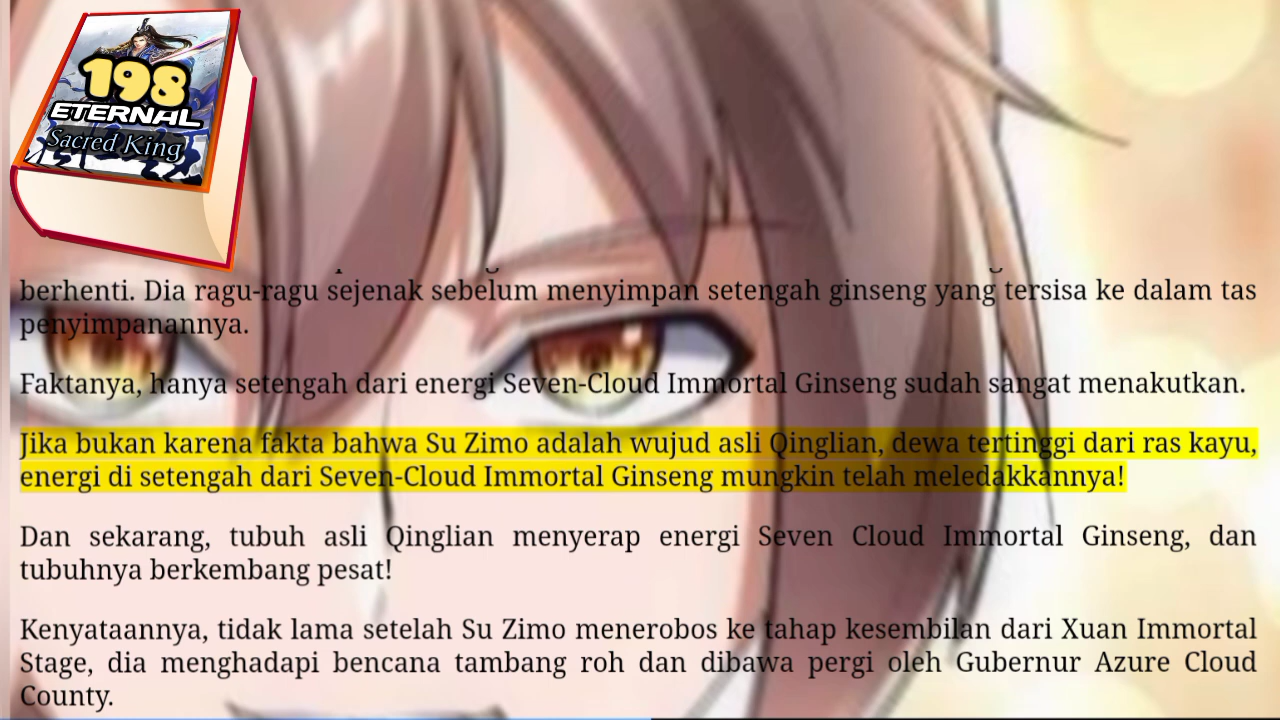 198
ETERNAL
Sacred King
berhenti. Dia ragu-ragu sejenak sebelum menyimpan setengah ginseng yang tersisa ke dalam tas
penyimpanannya.
Faktanya, hanya setengah dari energi Seven-Cloud Immortal Ginseng sudah sangat menakutkan.
Jika bukan karena fakta bahwa Su Zimo adalah wujud asli Qinglian, dewa tertinggi dari ras kayu,
energi di setengah dari Seven-Cloud Immortal Ginseng mungkin telah meledakkannya!
Dan sekarang, tubuh asli Qinglian menyerap energi Seven Cloud Immortal Ginseng, dan
tubuhnya berkembang pesat!
Kenyataannya, tidak lama setelah Su Zimo menerobos ke tahap kesembilan dari Xuan Immortal
Stage, dia menghadapi bencana tambang roh dan dibawa pergi oleh Gubernur Azure Cloud
County.